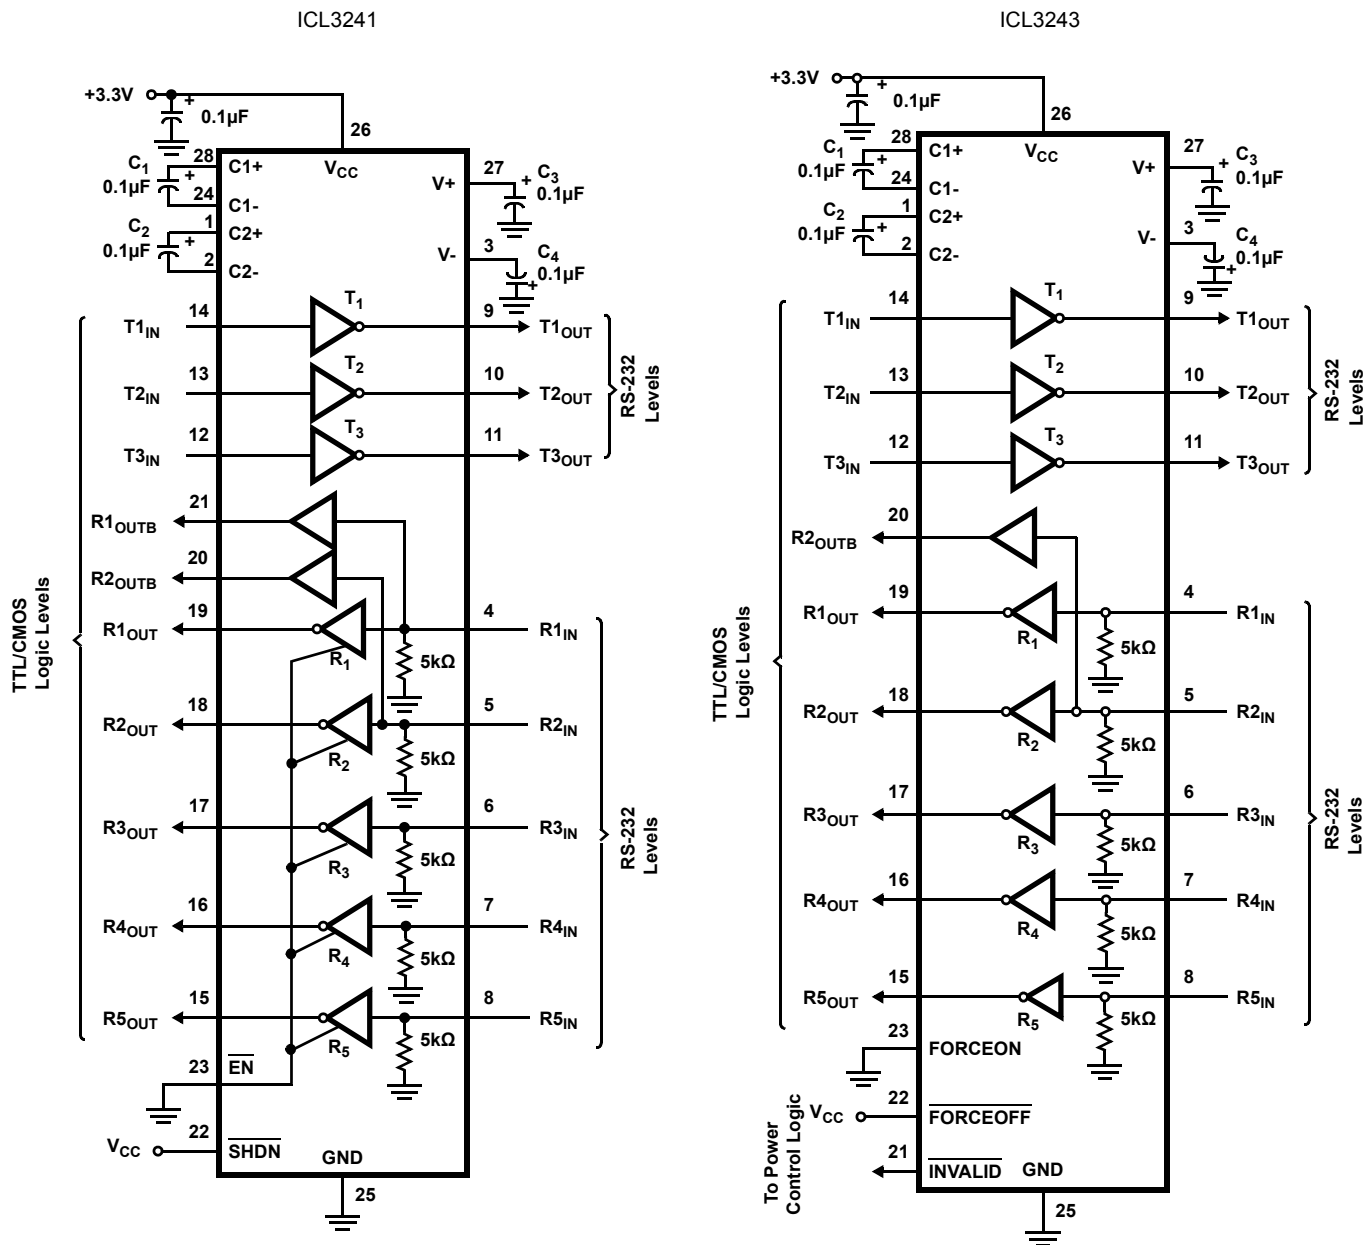 ICL3241
+3.3V
+
0.1µF
26
28
C1+
VCC
C1
0.1µF
+
24
C1-
27
V+
+
C3
0.1µF
1
C2+
C2
0.1µF
+
2
C2-
3
V-
C4
0.1µF
+
T1
T1IN
14
9
T1OUT
T2
T2IN
13
10
T2OUT
T3
T3IN
12
11
T3OUT
RS-232
Levels
21
R1OUTB
20
R2OUTB
TTL/CMOS
Logic Levels
19
R1OUT
R1
4
R1IN
5kΩ
18
R2OUT
R2
5
R2IN
5kΩ
17
R3OUT
R3
6
R3IN
5kΩ
RS-232
Levels
16
R4OUT
R4
7
R4IN
5kΩ
15
R5OUT
R5
8
R5IN
5kΩ
23
EN
22
VCC
SHDN
GND
25
ICL3243
+3.3V
+
0.1µF
26
28
C1+
VCC
C1
0.1µF
+
24
C1-
27
V+
+
C3
0.1µF
1
C2+
C2
0.1µF
+
2
C2-
3
V-
C4
0.1µF
+
T1
T1IN
14
9
T1OUT
T2
T2IN
13
10
T2OUT
T3
T3IN
12
11
T3OUT
RS-232
Levels
20
R2OUTB
TTL/CMOS
Logic Levels
19
R1OUT
R1
4
R1IN
5kΩ
18
R2OUT
R2
5
R2IN
5kΩ
17
R3OUT
R3
6
R3IN
5kΩ
RS-232
Levels
16
R4OUT
R4
7
R4IN
5kΩ
15
R5OUT
R5
8
R5IN
5kΩ
23
FORCEON
22
VCC
FORCEOFF
21
INVALID
To Power
Control Logic
GND
25